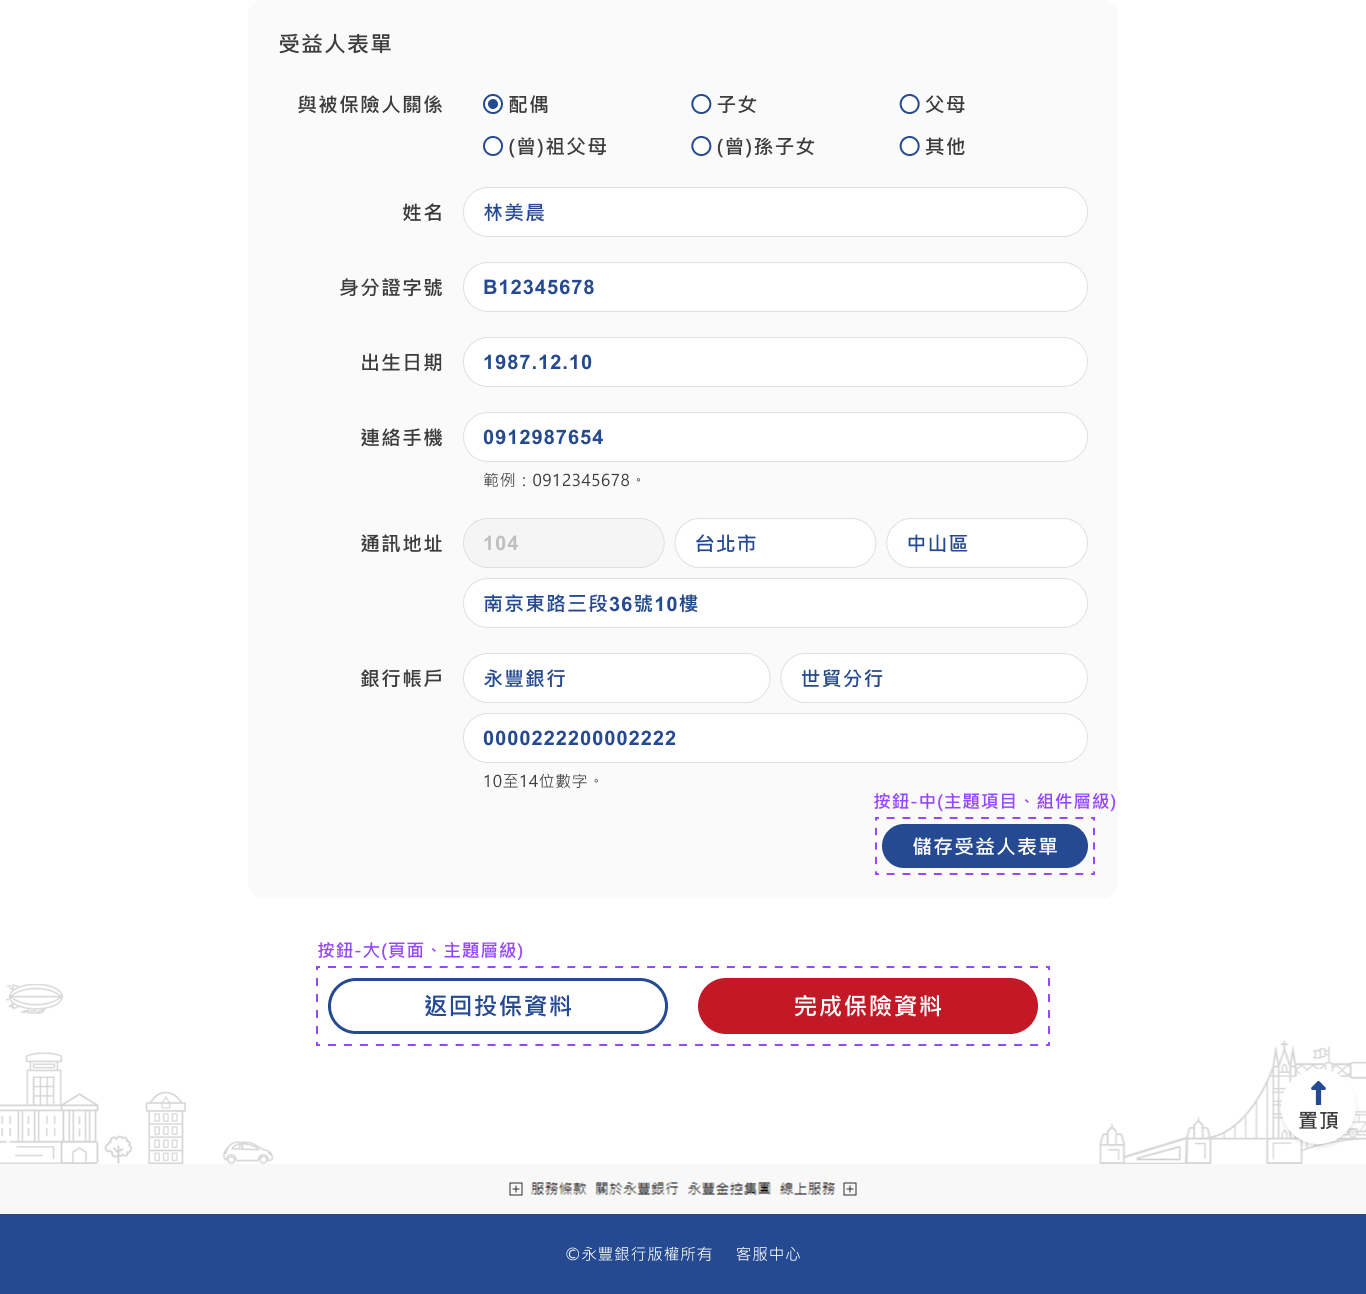 受益人表單
與被保險人關係 配偶 子女 父母
(曾)祖父母 (曾)孫子女 其他
姓名 林美晨
身分證字號 B12345678
出生日期 1987.12.10
連絡手機 0912987654
範例：0912345678。
通訊地址 104 台北市 中山區
南京東路三段36號10樓
銀行帳戶 永豐銀行 世貿分行
0000222200002222
10至14位數字。
按鈕-中(主題項目、組件層級)
儲存受益人表單
按鈕-大(頁面、主題層級)
返回投保資料 完成保險資料
置頂
服務條款 關於永豐銀行 永豐金控集團 線上服務
©永豐銀行版權所有 客服中心